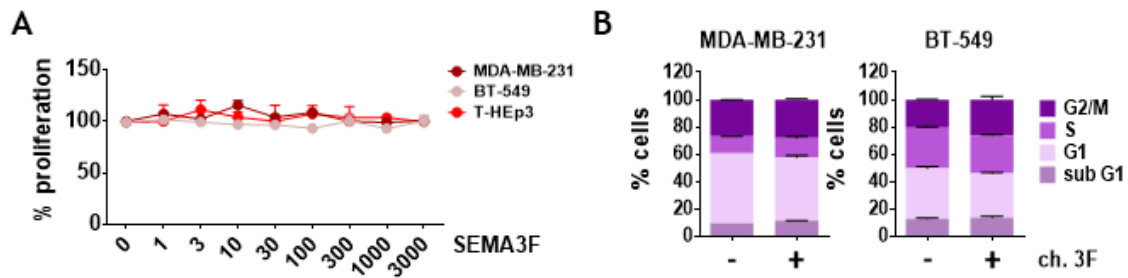 A
% proliferation
150
100
50
0
0 1 3 10 30 100 300 1000 3000
SEMA3F
MDA-MB-231
BT-549
T-HEp3
B
MDA-MB-231
% cells
120
100
80
60
40
20
0
- +
BT-549
% cells
120
100
80
60
40
20
0
- +
ch. 3F
G2/M
S
G1
sub G1